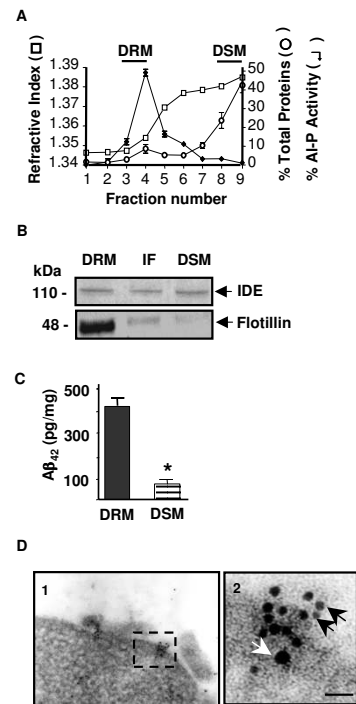 A
DRM
DSM
Refractive Index (□)
1.39
1.38
1.37
1.36
1.35
1.34
50
40
30
20
10
0
% Total Proteins (○)
% Al-P Activity (┘)
1 2 3 4 5 6 7 8 9
Fraction number
B
DRM IF DSM
kDa
110 -
IDE
48 -
Flotillin
C
Aβ42 (pg/mg)
500
300
100
*
DRM DSM
D
1
2